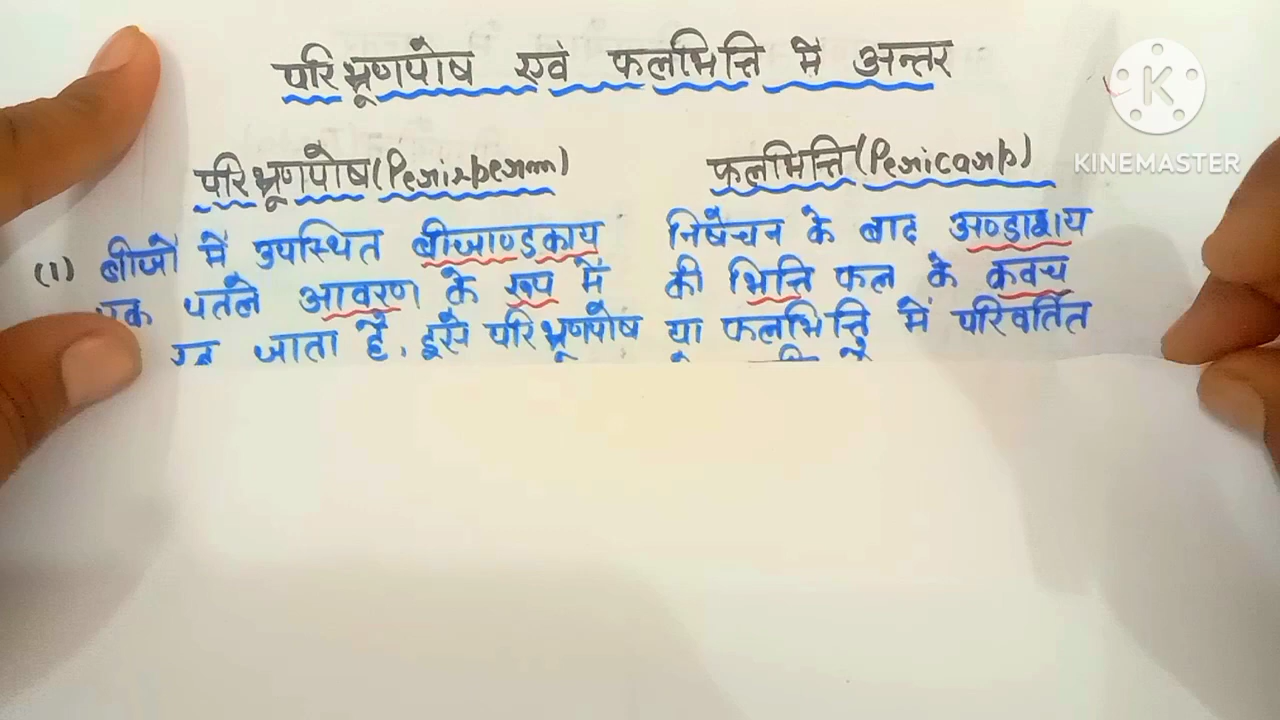 परिभ्रूणपोष एवं फलभित्ति में अन्तर
K
KINEMASTER
परिभ्रूणपोष (Perisperm)
फलभित्ति (Pericarp)
(1) बीजों में उपस्थित बीजाण्डकाय
एक पतले आवरण के रूप में
जाता है, इसे परिभ्रूणपोष
निषेचन के बाद अण्डाशय
की भित्ति फल के कवच
या फलभित्ति में परिवर्तित